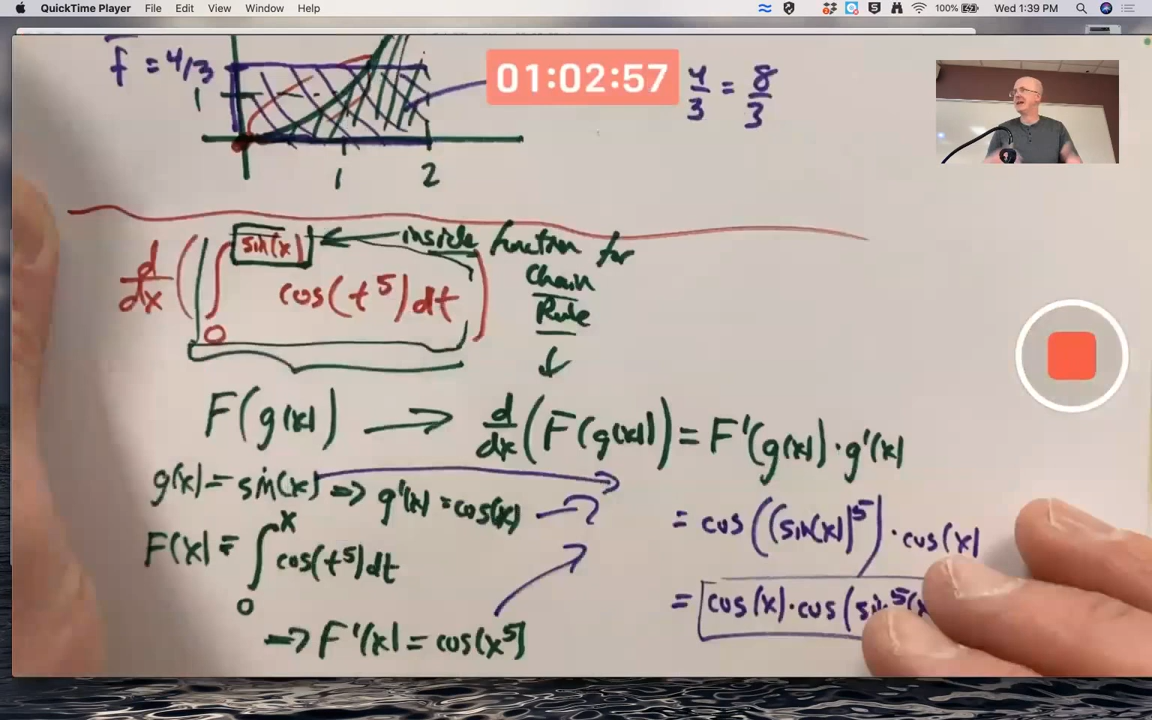 QuickTime Player File Edit View Window Help 100% Wed 1:39 PM
f = 4/3
01:02:57
4/3 = 8/3
1
1 2
d/dx ( ∫ 0 sin(x) cos(t^5) dt )
inside function for
Chain
Rule
F(g(x)) → d/dx (F(g(x))) = F'(g(x)) · g'(x)
g(x) = sin(x) ⇒ g'(x) = cos(x)
= cos((sin(x))^5) · cos(x)
F(x) = ∫ 0 x cos(t^5) dt
= cos(x) · cos(sin^5(x
⇒ F'(x) = cos(x^5)